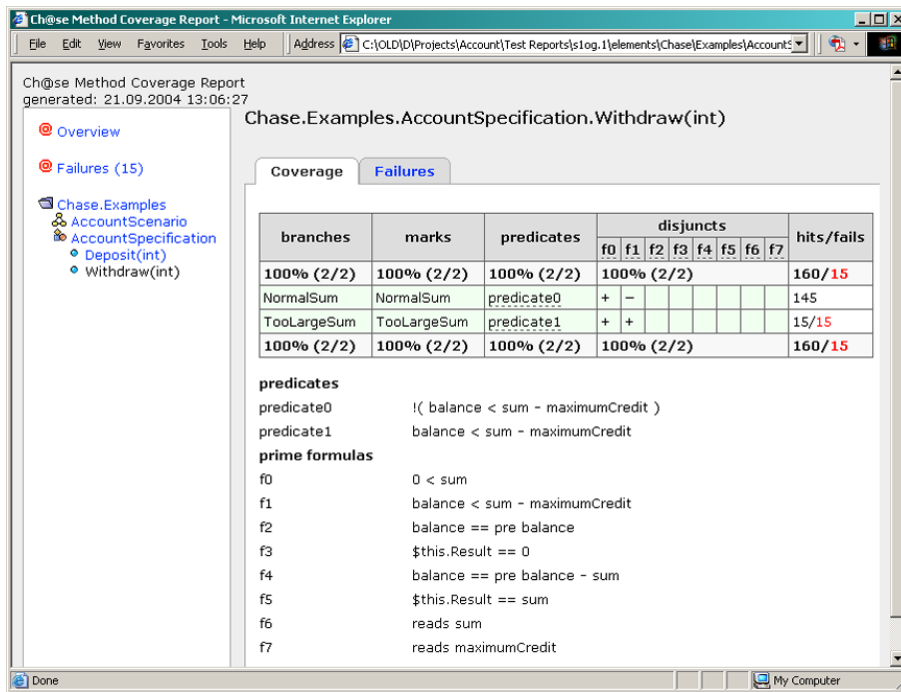 Ch@se Method Coverage Report - Microsoft Internet Explorer
File Edit View Favorites Tools Help Address C:\OLD\D\Projects\Account\Test Reports\s1og.1\elements\Chase\Examples\Account
Ch@se Method Coverage Report
generated: 21.09.2004 13:06:27
Overview
Failures (15)
Chase.Examples
AccountScenario
AccountSpecification
Deposit(int)
Withdraw(int)
Chase.Examples.AccountSpecification.Withdraw(int)
Coverage Failures
branches marks predicates disjuncts hits/fails
f0 f1 f2 f3 f4 f5 f6 f7
100% (2/2) 100% (2/2) 100% (2/2) 100% (2/2) 160/15
NormalSum NormalSum predicate0 + − 145
TooLargeSum TooLargeSum predicate1 + + 15/15
100% (2/2) 100% (2/2) 100% (2/2) 100% (2/2) 160/15
predicates
predicate0 !( balance < sum - maximumCredit )
predicate1 balance < sum - maximumCredit
prime formulas
f0 0 < sum
f1 balance < sum - maximumCredit
f2 balance == pre balance
f3 $this.Result == 0
f4 balance == pre balance - sum
f5 $this.Result == sum
f6 reads sum
f7 reads maximumCredit
Done My Computer